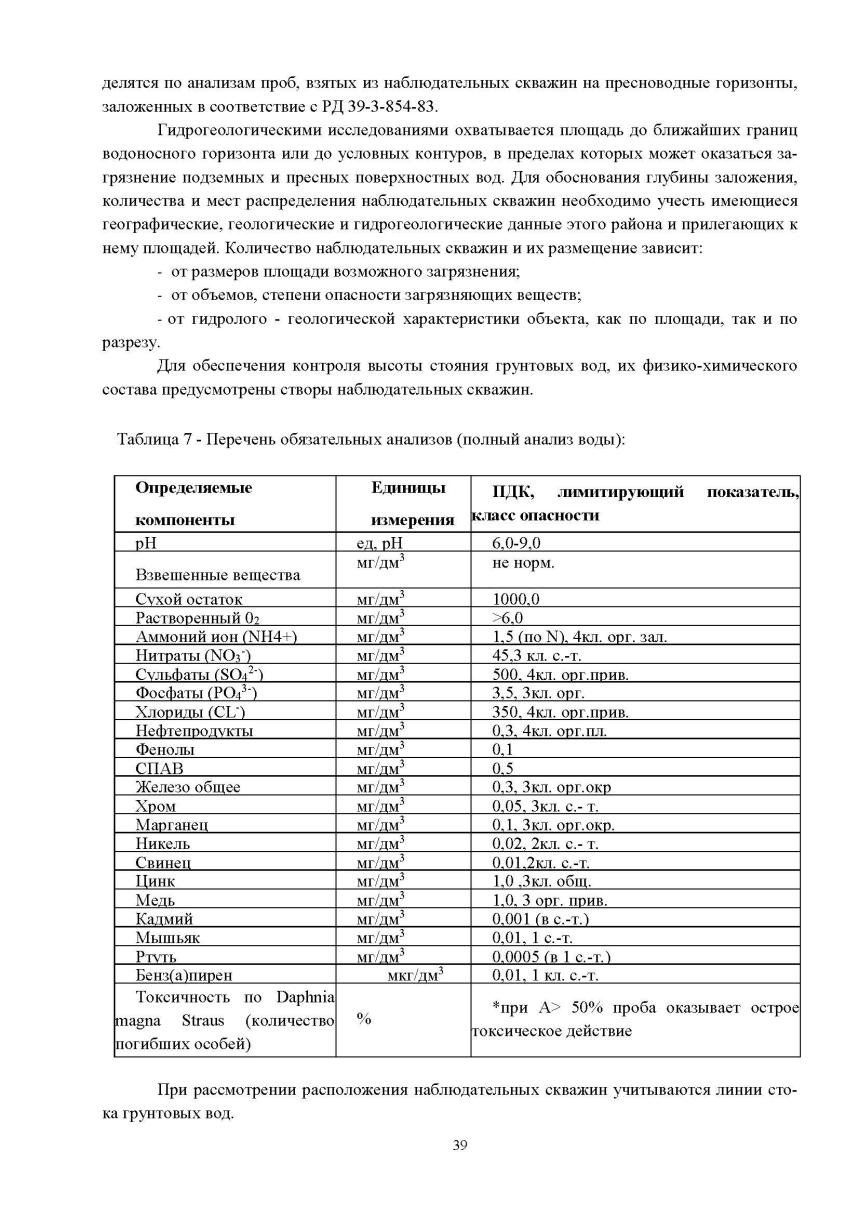 делятся по анализам проб, взятых из наблюдательных скважин на пресноводные горизонты,
заложенных в соответствие с РД 39-3-854-83.
Гидрогеологическими исследованиями охватывается площадь до ближайших границ
водоносного горизонта или до условных контуров, в пределах которых может оказаться за-
грязнение подземных и пресных поверхностных вод. Для обоснования глубины заложения,
количества и мест распределения наблюдательных скважин необходимо учесть имеющиеся
географические, геологические и гидрогеологические данные этого района и прилегающих к
нему площадей. Количество наблюдательных скважин и их размещение зависит:
- от размеров площади возможного загрязнения;
- от объемов, степени опасности загрязняющих веществ;
- от гидролого - геологической характеристики объекта, как по площади, так и по
разрезу.
Для обеспечения контроля высоты стояния грунтовых вод, их физико-химического
состава предусмотрены створы наблюдательных скважин.
Таблица 7 - Перечень обязательных анализов (полный анализ воды):
Определяемые компоненты Единицы измерения ПДК, лимитирующий показатель, класс опасности
pH ед, pH 6,0-9,0
Взвешенные вещества мг/дм³ не норм.
Сухой остаток мг/дм³ 1000,0
Растворенный 0₂ мг/дм³ >6,0
Аммоний ион (NH4+) мг/дм³ 1,5 (по N), 4кл. орг. зал.
Нитраты (NO₃⁻) мг/дм³ 45,3 кл. с.-т.
Сульфаты (SO₄²⁻) мг/дм³ 500, 4кл. орг.прив.
Фосфаты (PO₄³⁻) мг/дм³ 3,5, 3кл. орг.
Хлориды (CL⁻) мг/дм³ 350, 4кл. орг.прив.
Нефтепродукты мг/дм³ 0,3, 4кл. орг.пл.
Фенолы мг/дм³ 0,1
СПАВ мг/дм³ 0,5
Железо общее мг/дм³ 0,3, 3кл. орг.окр
Хром мг/дм³ 0,05, 3кл. с.- т.
Марганец мг/дм³ 0,1, 3кл. орг.окр.
Никель мг/дм³ 0,02, 2кл. с.- т.
Свинец мг/дм³ 0,01,2кл. с.-т.
Цинк мг/дм³ 1,0 ,3кл. общ.
Медь мг/дм³ 1,0, 3 орг. прив.
Кадмий мг/дм³ 0,001 (в с.-т.)
Мышьяк мг/дм³ 0,01, 1 с.-т.
Ртуть мг/дм³ 0,0005 (в 1 с.-т.)
Бенз(а)пирен мкг/дм³ 0,01, 1 кл. с.-т.
Токсичность по Daphnia
magna Straus (количество
погибших особей)
%
*при А> 50% проба оказывает острое
токсическое действие
При рассмотрении расположения наблюдательных скважин учитываются линии сто-
ка грунтовых вод.
39